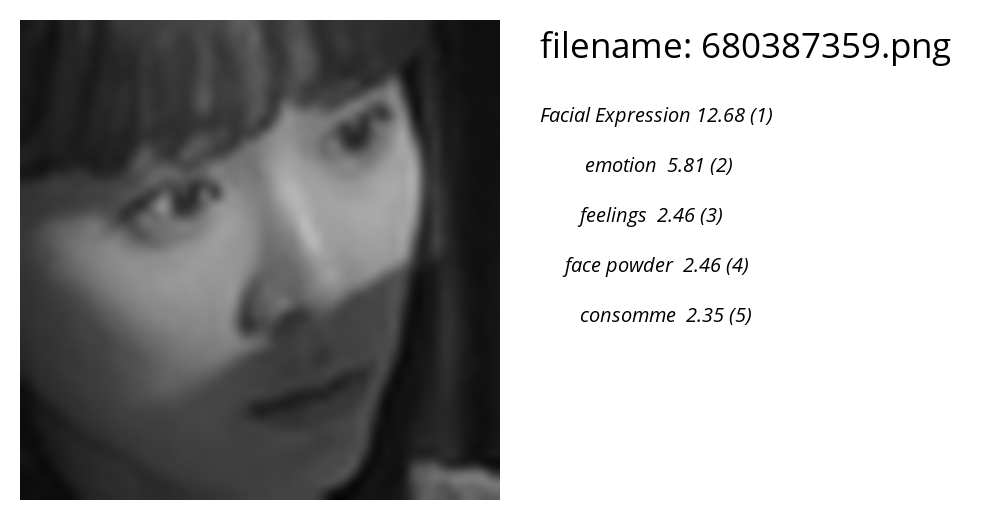 filename: 680387359.png
Facial Expression 12.68 (1)
emotion 5.81 (2)
feelings 2.46 (3)
face powder 2.46 (4)
consomme 2.35 (5)